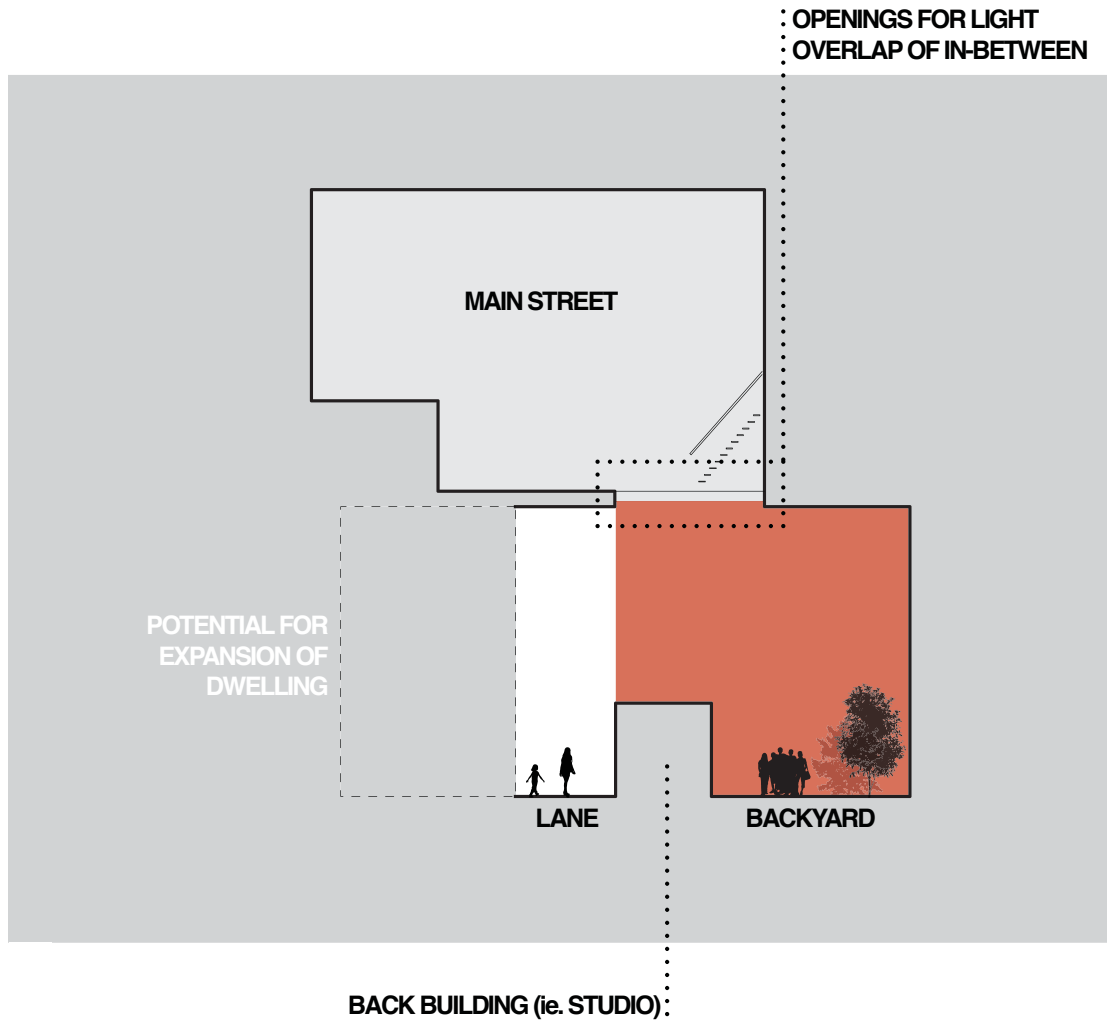 OPENINGS FOR LIGHT
OVERLAP OF IN-BETWEEN
MAIN STREET
POTENTIAL FOR
EXPANSION OF
DWELLING
LANE
BACKYARD
BACK BUILDING (ie. STUDIO)